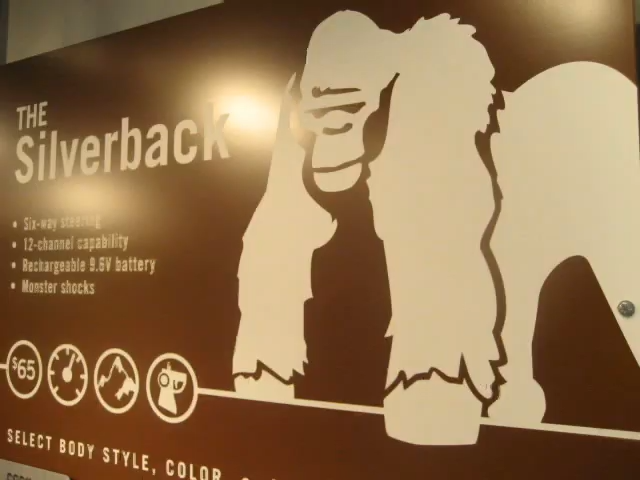 THE
Silverback
• Six-way steering
• 12-channel capability
• Rechargeable 9.6V battery
• Monster shocks
$65
SELECT BODY STYLE, COLOR